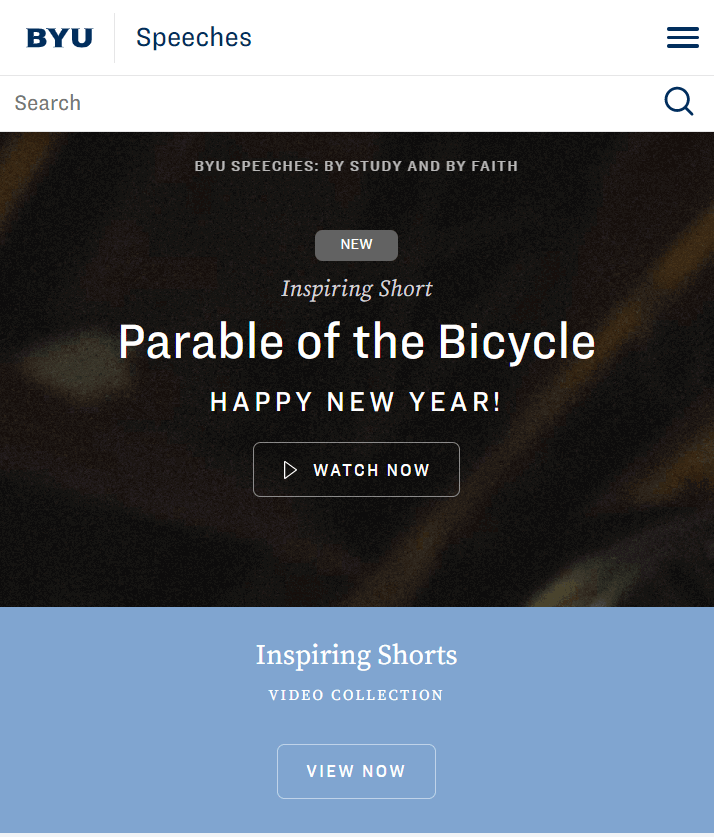 BYU Speeches
Search
BYU SPEECHES: BY STUDY AND BY FAITH
NEW
Inspiring Short
Parable of the Bicycle
HAPPY NEW YEAR!
WATCH NOW
Inspiring Shorts
VIDEO COLLECTION
VIEW NOW